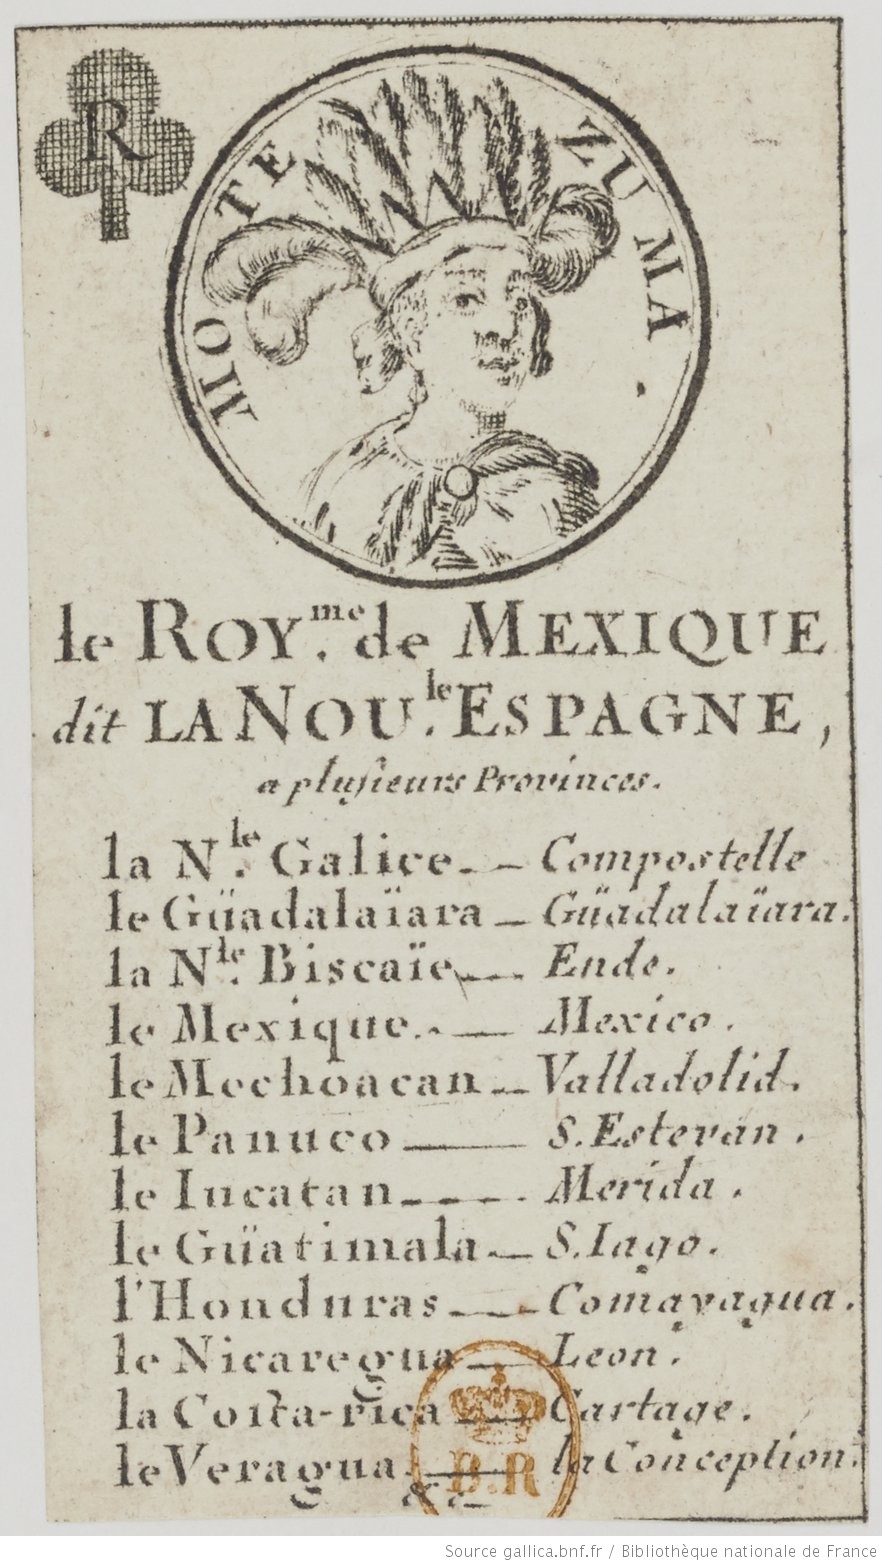 R
MOTEZUMA.
le ROY.me de MEXIQUE
dit LA NOU.le ESPAGNE,
a plusieurs Provinces.
la N.le Galice. _ _ Compostelle
le Güadalaïara _ Güadalaïara.
la N.le Biscaïe _ _ . Ende.
le Mexique. _ _ Mexico.
le Mechoacan _ _ Valladolid.
le Panuco ___ S. Estevan.
le Iucatan _ _ _ . Merida.
le Güatimala _ _ S. Iago.
l'Honduras _ _ _ Comayagua.
le Nicaregua _ Leon.
la Costa-rica _ _ Cartage.
le Veragua. _ _ la Conception.
&c_
B.R
Source gallica.bnf.fr / Bibliothèque nationale de France